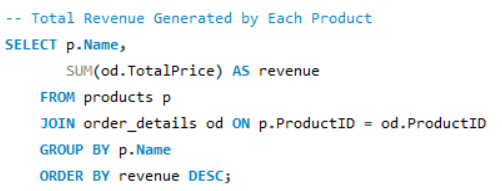 -- Total Revenue Generated by Each Product
SELECT p.Name,
       SUM(od.TotalPrice) AS revenue
    FROM products p
    JOIN order_details od ON p.ProductID = od.ProductID
    GROUP BY p.Name
    ORDER BY revenue DESC;